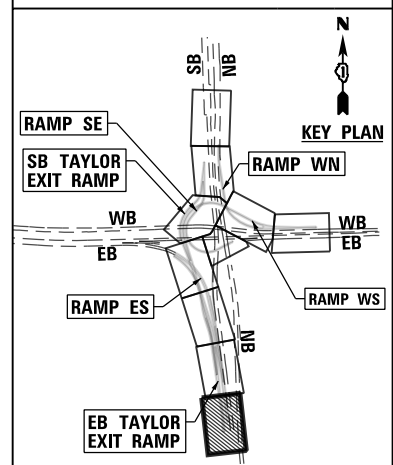 SB
NB
N
KEY PLAN
RAMP SE
SB TAYLOR
EXIT RAMP
RAMP WN
WB
EB
WB
EB
RAMP ES
RAMP WS
NB
EB TAYLOR
EXIT RAMP